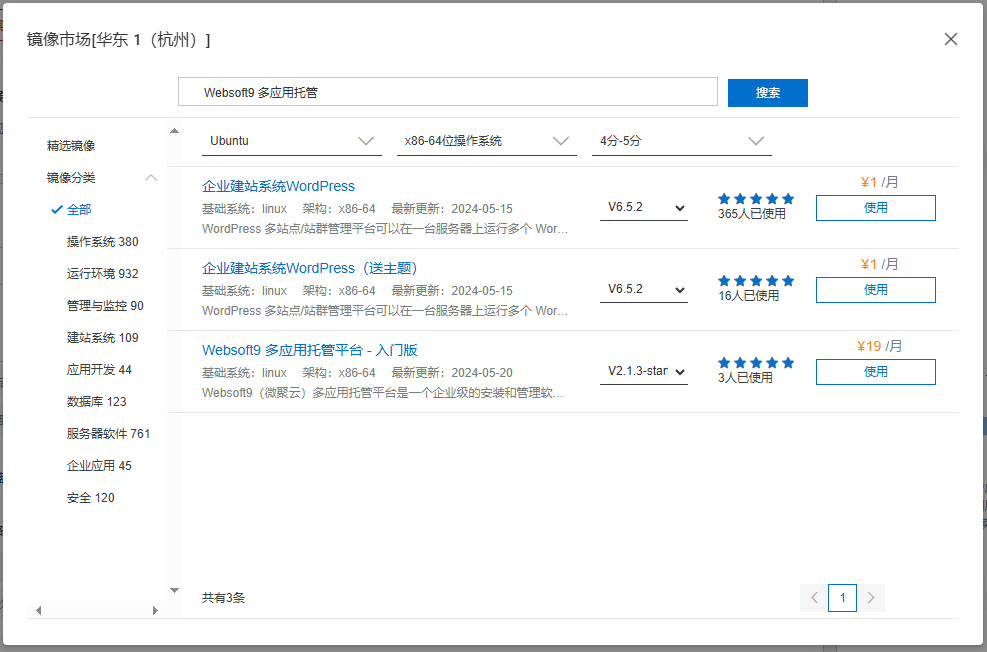 镜像市场[华东 1（杭州）]
Websoft9 多应用托管
搜索
精选镜像
镜像分类
全部
操作系统 380
运行环境 932
管理与监控 90
建站系统 109
应用开发 44
数据库 123
服务器软件 761
企业应用 45
安全 120
Ubuntu
x86-64位操作系统
4分-5分
企业建站系统WordPress
基础系统：linux 架构：x86-64 最新更新：2024-05-15
WordPress 多站点/站群管理平台可以在一台服务器上运行多个 Wor...
V6.5.2
365人已使用
¥1 /月
使用
企业建站系统WordPress（送主题）
基础系统：linux 架构：x86-64 最新更新：2024-05-15
WordPress 多站点/站群管理平台可以在一台服务器上运行多个 Wor...
V6.5.2
16人已使用
¥1 /月
使用
Websoft9 多应用托管平台 - 入门版
基础系统：linux 架构：x86-64 最新更新：2024-05-20
Websoft9（微聚云）多应用托管平台是一个企业级的安装和管理软...
V2.1.3-star
3人已使用
¥19 /月
使用
共有3条
1